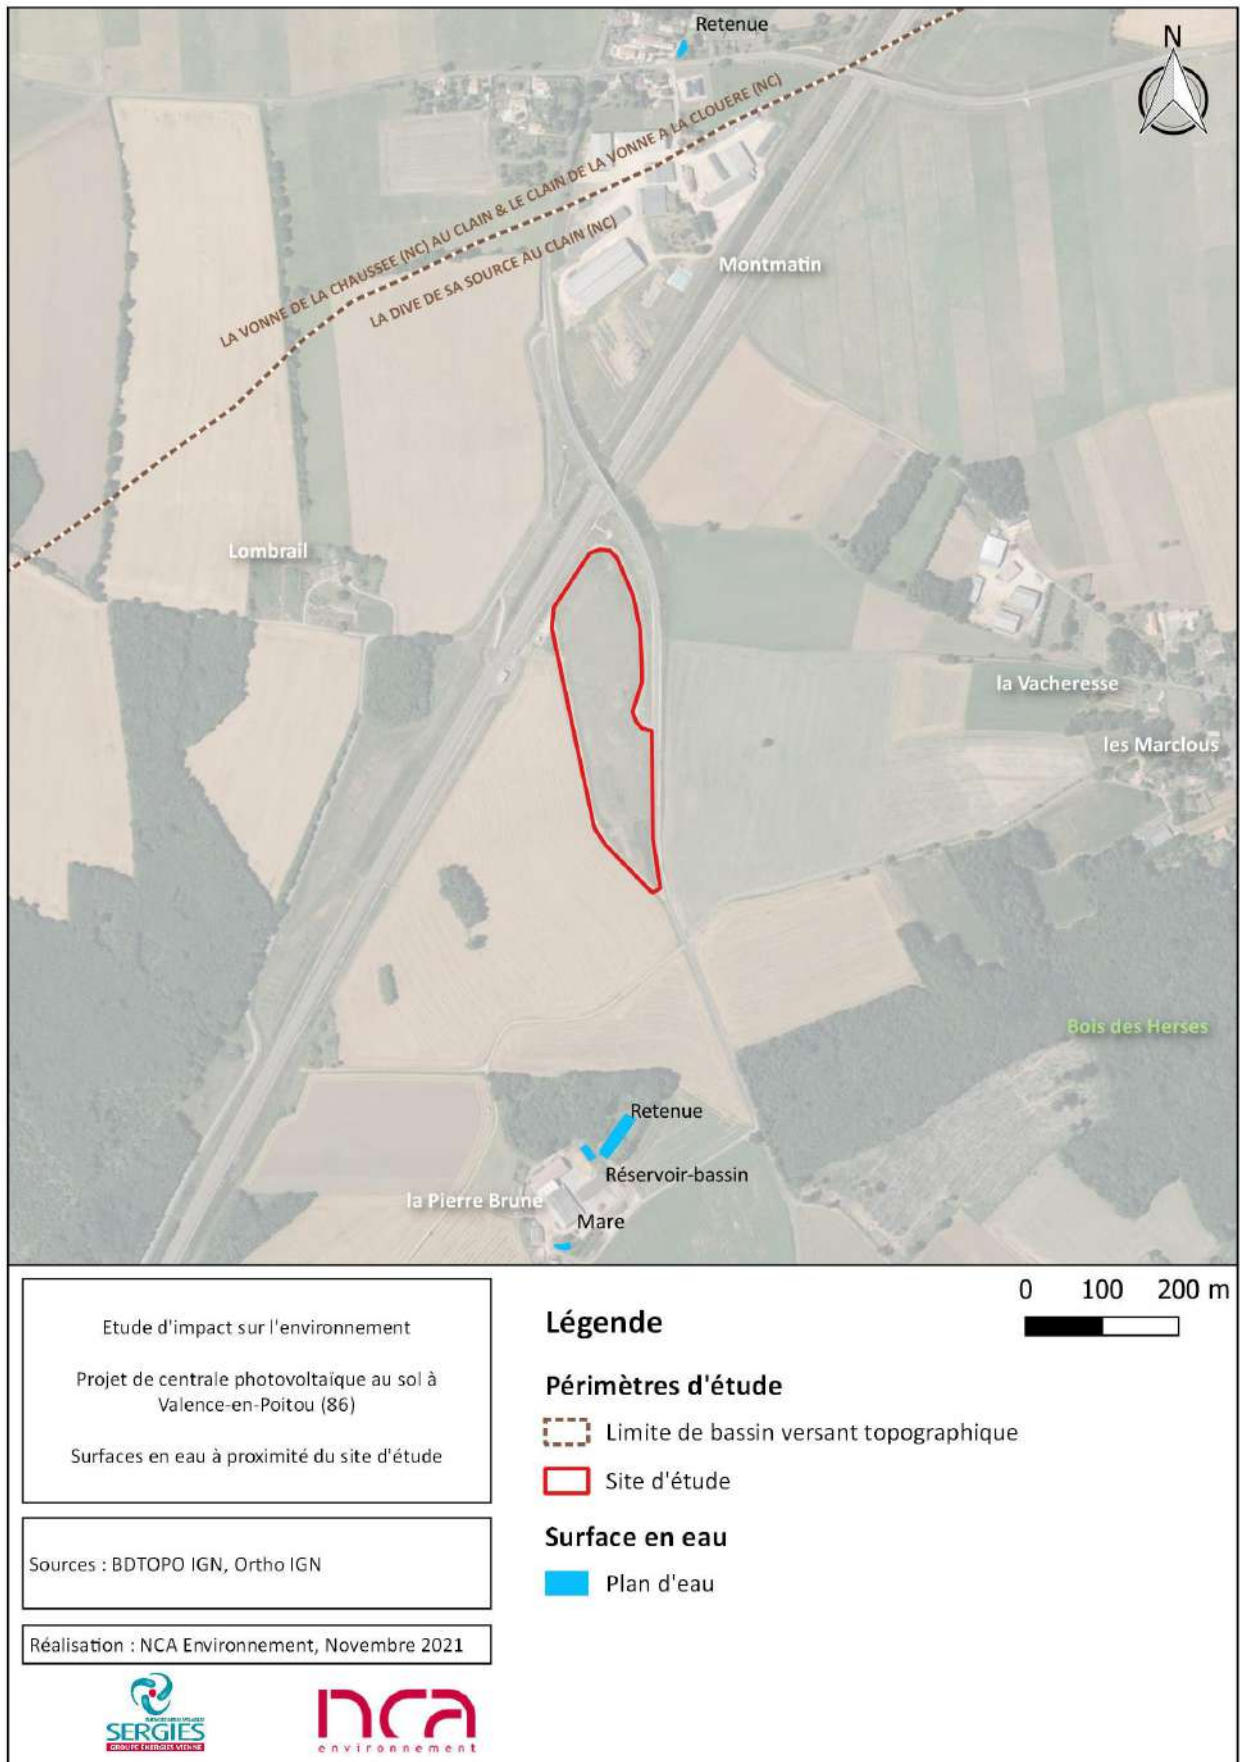 Retenue
N
LA VONNE DE LA CHAUSSEE (NC) AU CLAIN & LE CLAIN DE LA VONNE A LA CLOUERE (NC)
LA DIVE DE SA SOURCE AU CLAIN (NC)
Montmatin
Lombrail
la Vacheresse
les Marclous
Bois des Herses
Retenue
Réservoir-bassin
la Pierre Brune
Mare
Etude d'impact sur l'environnement
Projet de centrale photovoltaïque au sol à
Valence-en-Poitou (86)
Surfaces en eau à proximité du site d'étude
Sources : BDTOPO IGN, Ortho IGN
Réalisation : NCA Environnement, Novembre 2021
SERGIES
GROUPE ÉNERGIES VIENNE
nca
environnement
0 100 200 m
Légende
Périmètres d'étude
Limite de bassin versant topographique
Site d'étude
Surface en eau
Plan d'eau